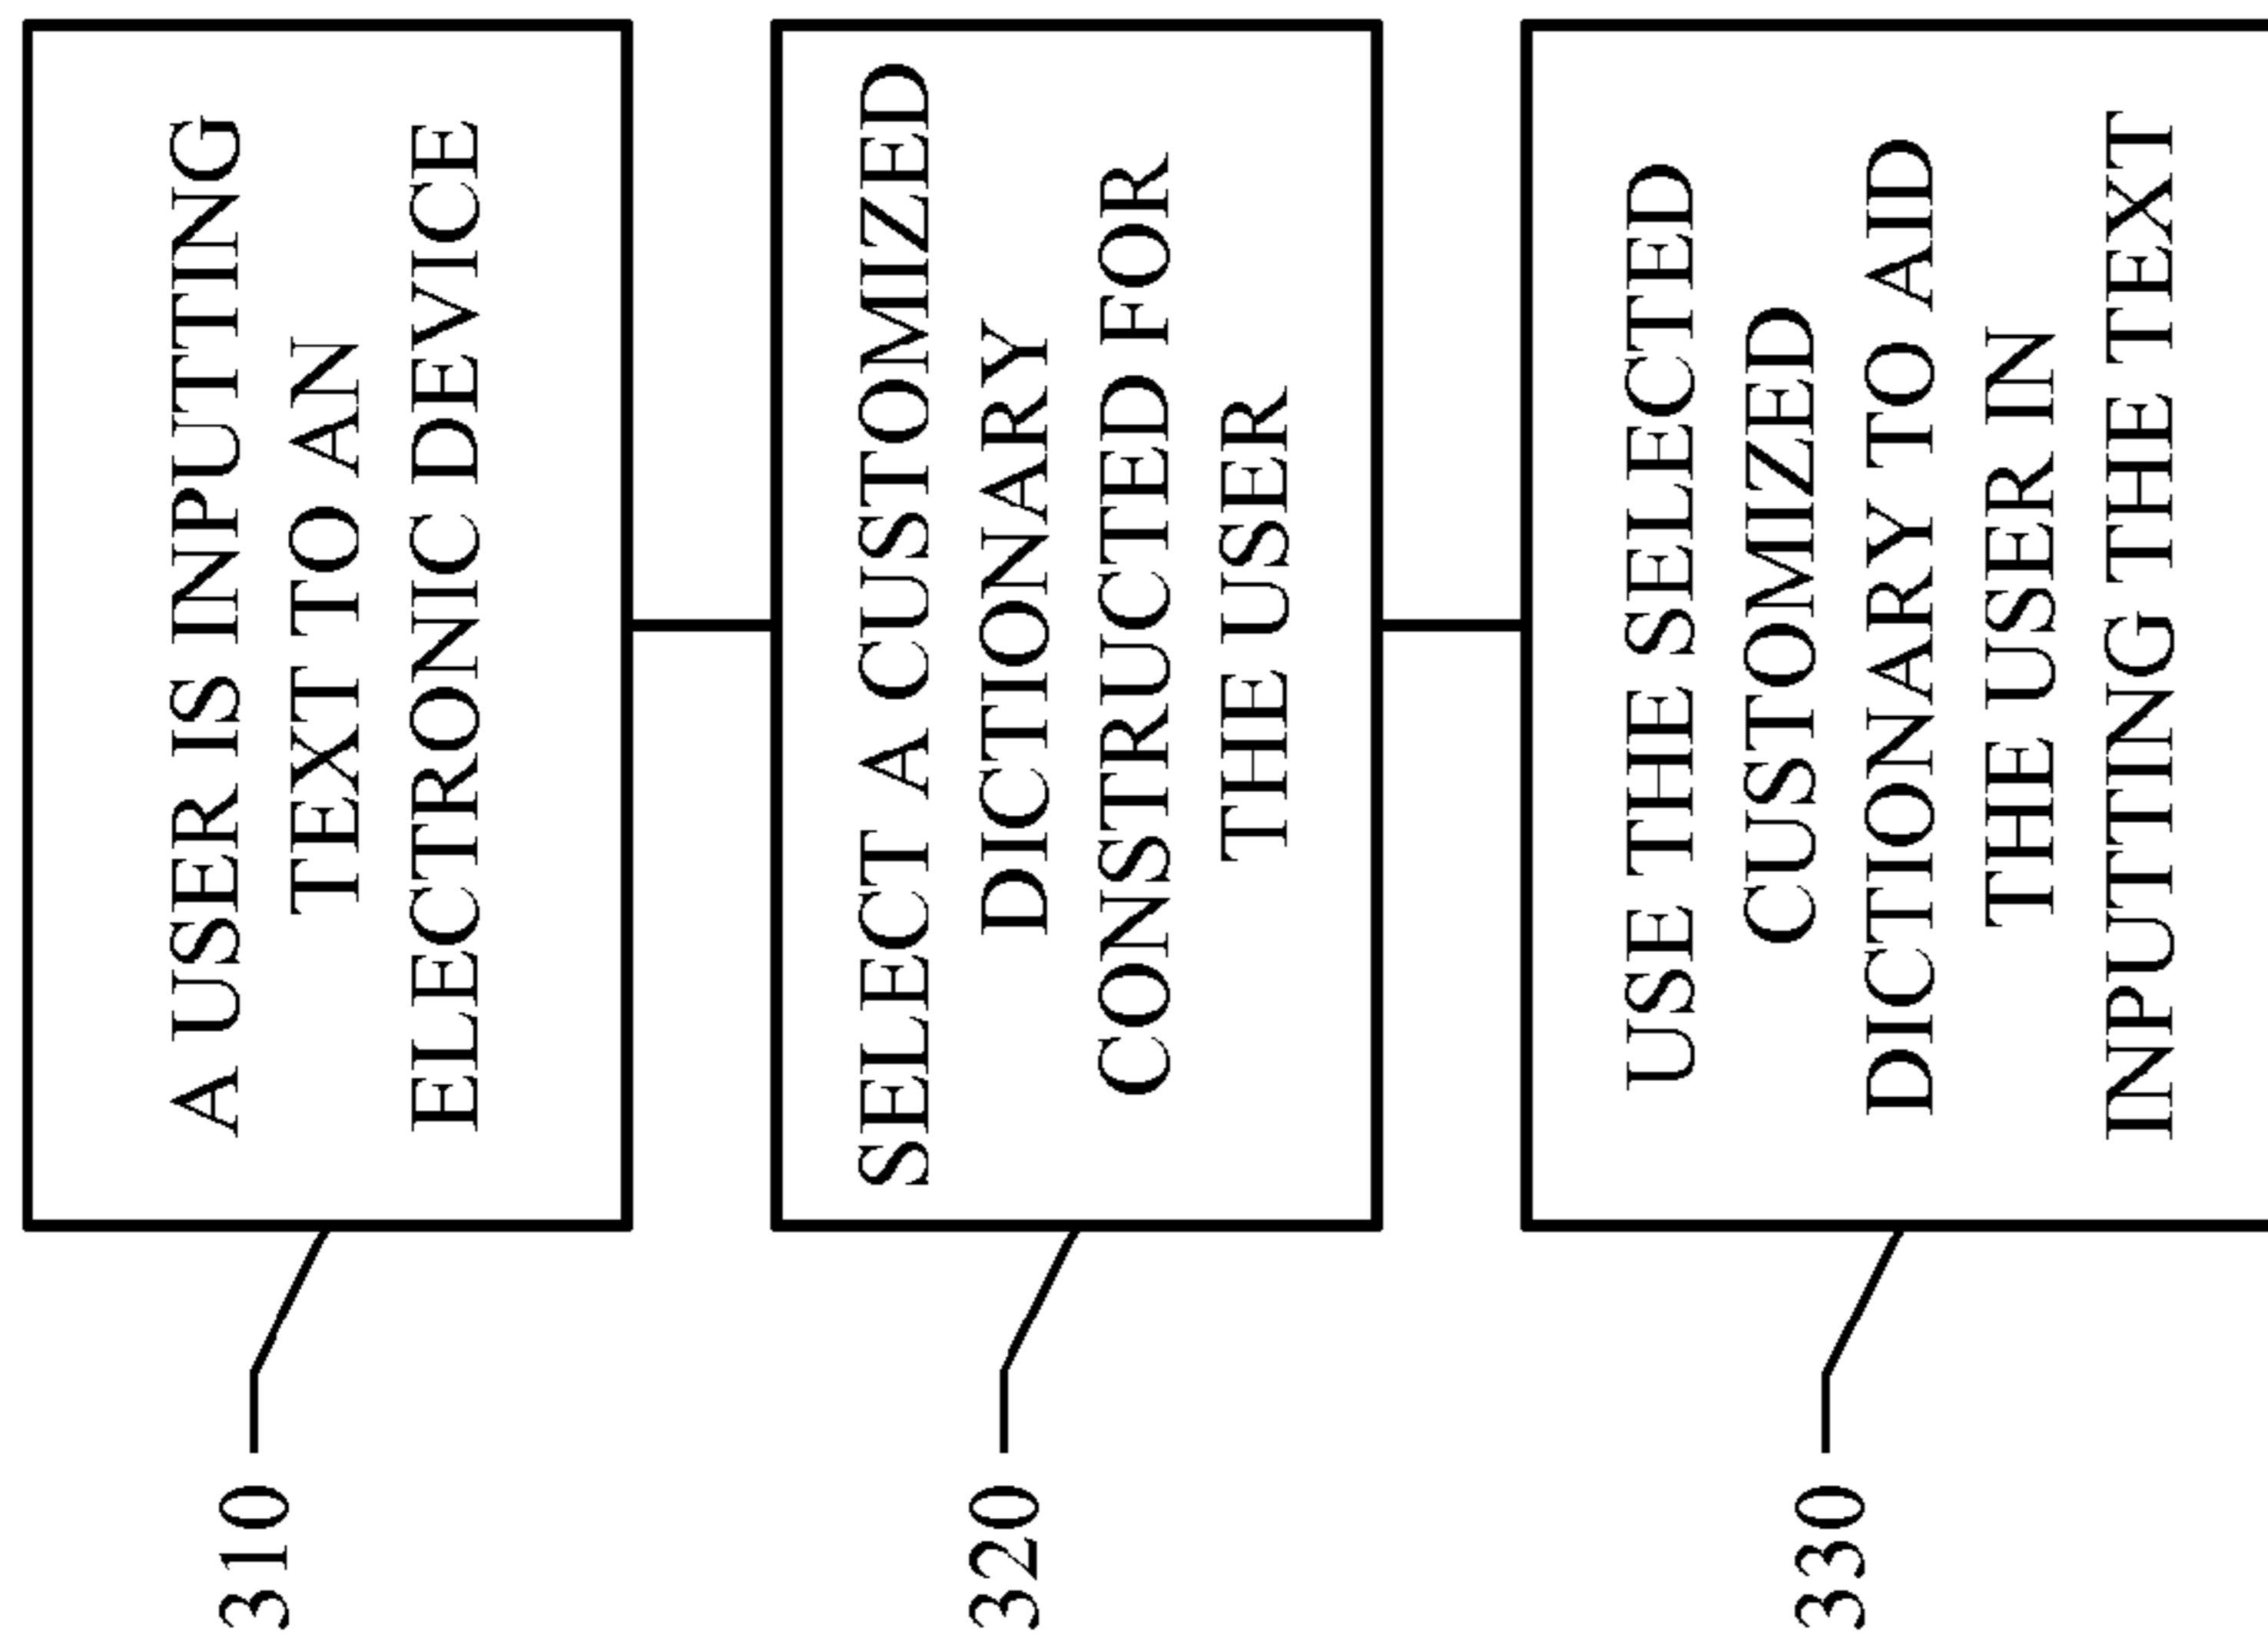 310
A USER IS INPUTTING
TEXT TO AN
ELECTRONIC DEVICE
320
SELECT A CUSTOMIZED
DICTIONARY
CONSTRUCTED FOR
THE USER
330
USE THE SELECTED
CUSTOMIZED
DICTIONARY TO AID
THE USER IN
INPUTTING THE TEXT